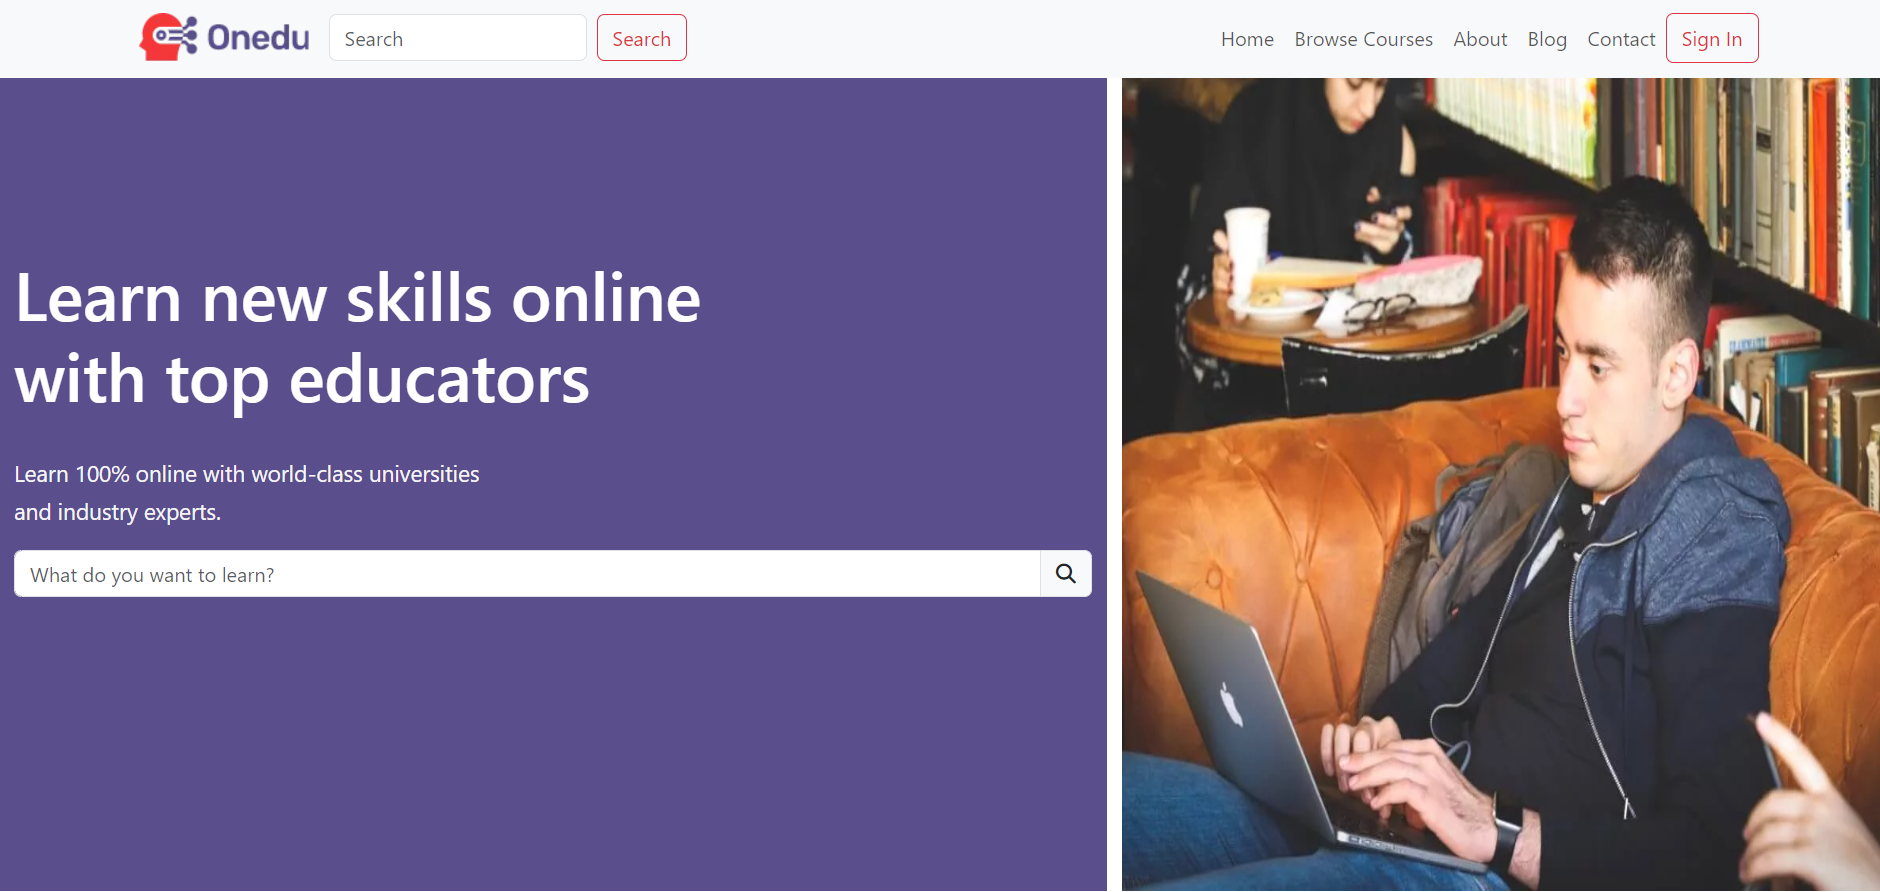 Onedu
Search
Search
Home
Browse Courses
About
Blog
Contact
Sign In
Learn new skills online
with top educators
Learn 100% online with world-class universities
and industry experts.
What do you want to learn?